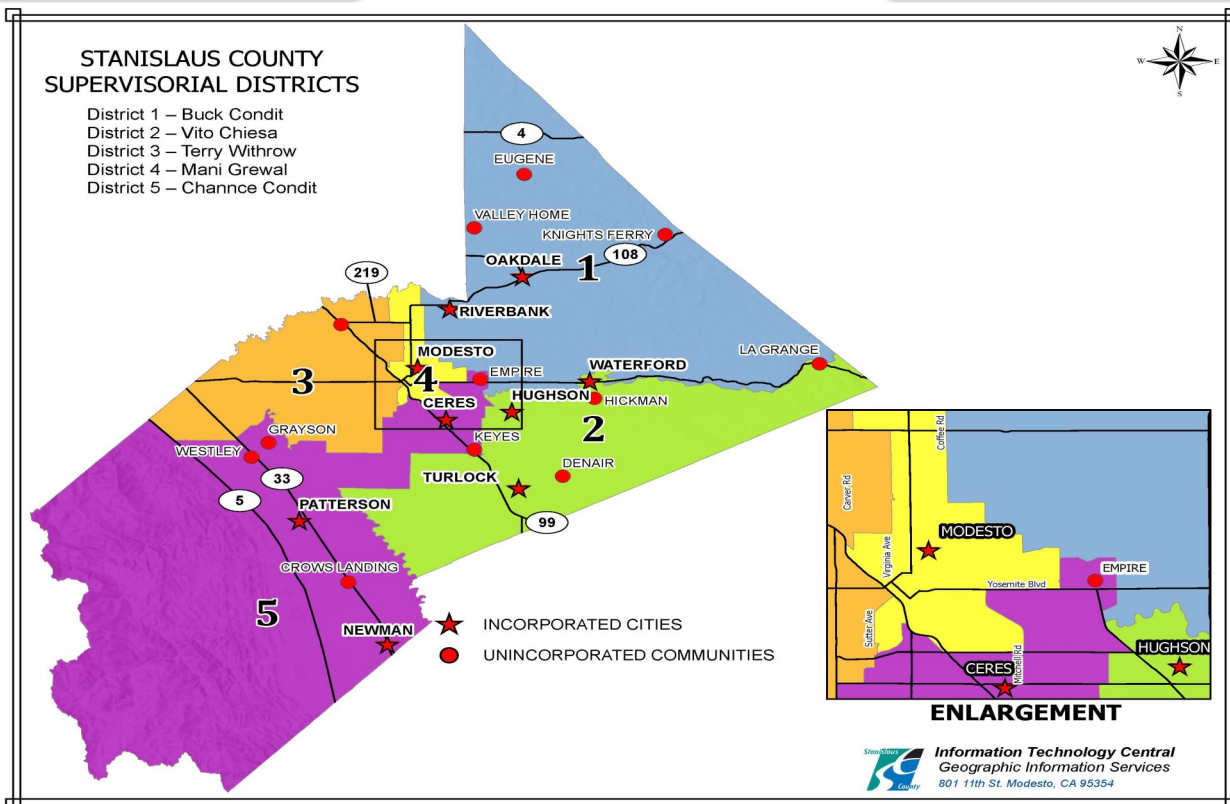 STANISLAUS COUNTY
SUPERVISORIAL DISTRICTS
District 1 – Buck Condit
District 2 – Vito Chiesa
District 3 – Terry Withrow
District 4 – Mani Grewal
District 5 – Channce Condit
N
W
E
S
4
EUGENE
VALLEY HOME
KNIGHTS FERRY
108
OAKDALE
1
219
RIVERBANK
MODESTO
LA GRANGE
WATERFORD
EMPIRE
3
4
HUGHSON
HICKMAN
CERES
2
GRAYSON
KEYES
WESTLEY
DENAIR
TURLOCK
33
5
PATTERSON
99
CROWS LANDING
5
NEWMAN
INCORPORATED CITIES
UNINCORPORATED COMMUNITIES
Coffee Rd
Carver Rd
MODESTO
Virginia Ave
EMPIRE
Yosemite Blvd
Sutter Ave
Mitchell Rd
HUGHSON
CERES
ENLARGEMENT
Stanislaus
County
Information Technology Central
Geographic Information Services
801 11th St. Modesto, CA 95354